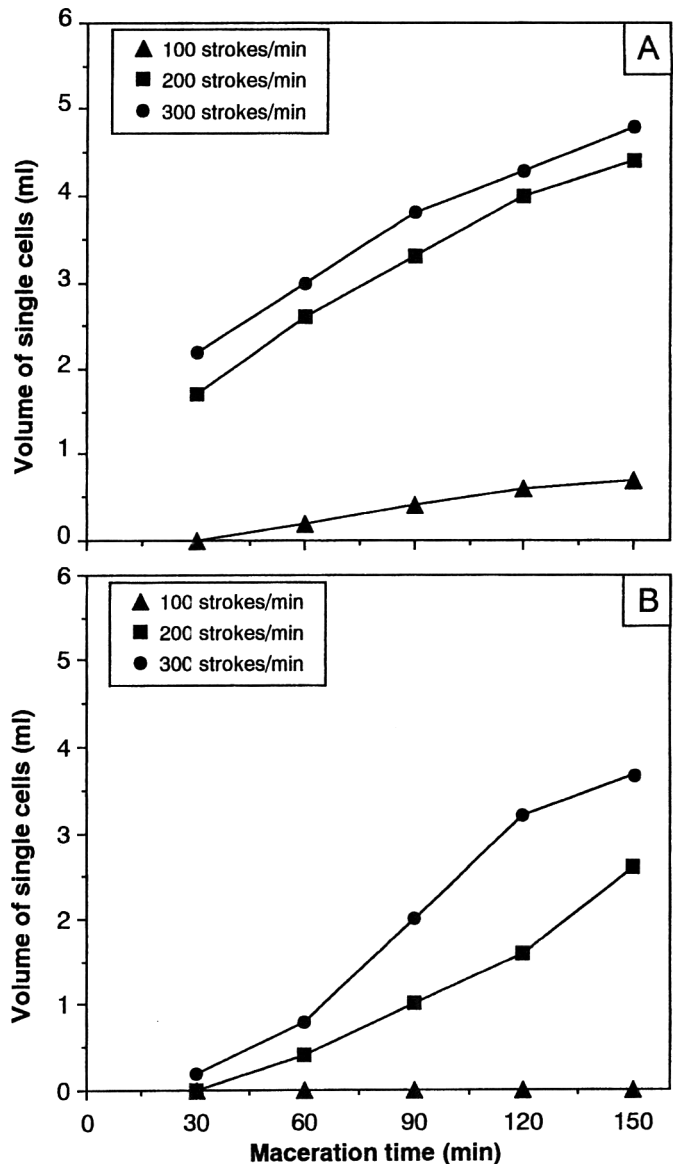 A
▲ 100 strokes/min
■ 200 strokes/min
● 300 strokes/min
6
5
4
3
2
1
0
Volume of single cells (ml)
B
▲ 100 strokes/min
■ 200 strokes/min
● 300 strokes/min
6
5
4
3
2
1
0
Volume of single cells (ml)
0 30 60 90 120 150
Maceration time (min)